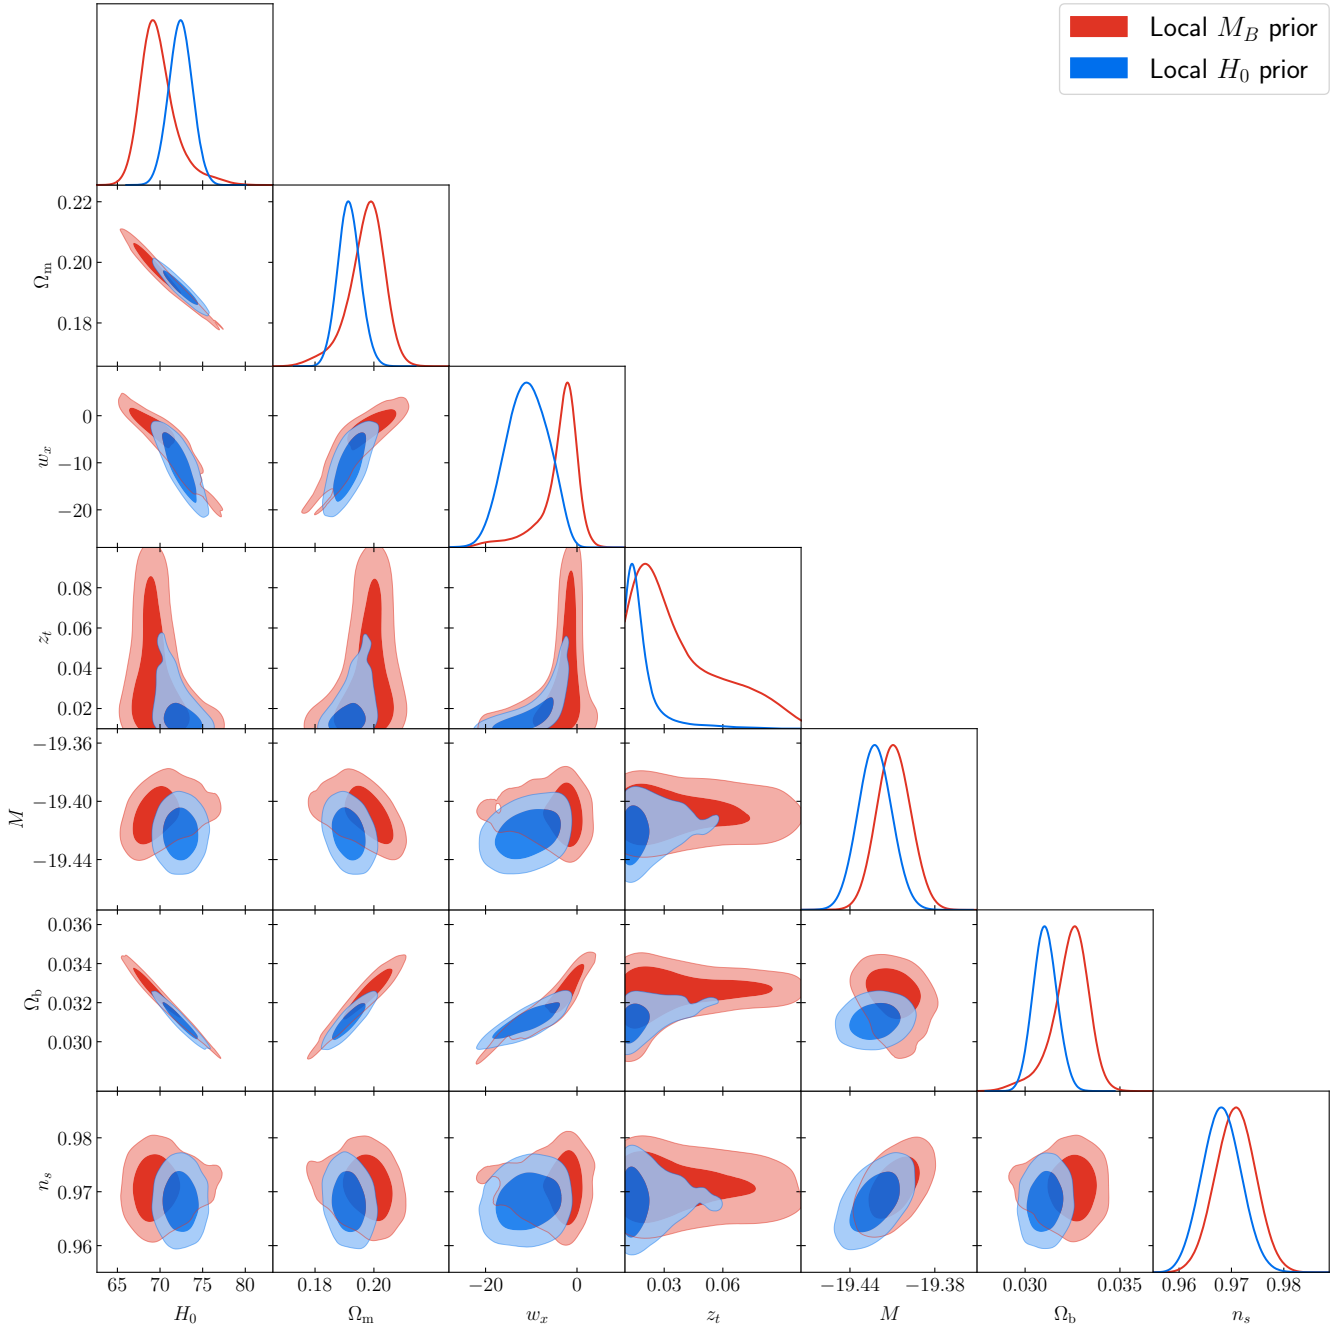 Local M_B prior
Local H_0 prior
0.22
0.20
0.18
Ω_m
0
−10
−20
w_x
0.08
0.06
0.04
0.02
z_t
−19.36
−19.40
−19.44
M
0.036
0.034
0.032
0.030
Ω_b
0.98
0.97
0.96
n_s
65 70 75 80
0.18 0.20
−20 0
0.03 0.06
−19.44 −19.38
0.030 0.035
0.96 0.97 0.98
H_0 Ω_m w_x z_t M Ω_b n_s